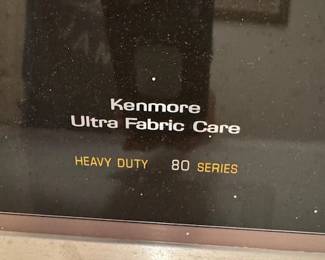 Kenmore
Ultra Fabric Care
HEAVY DUTY 80 SERIES